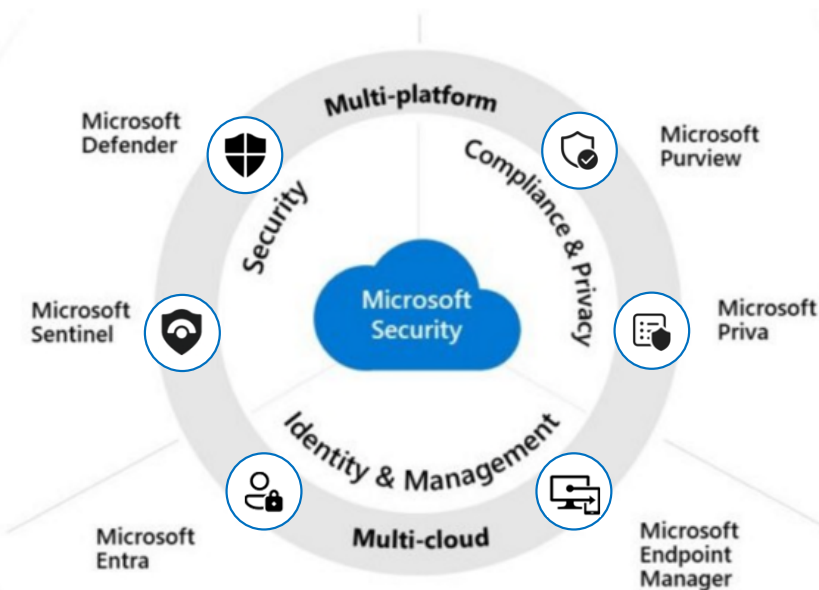 Multi-platform
Microsoft
Defender
Microsoft
Purview
Security
Compliance & Privacy
Microsoft
Security
Microsoft
Sentinel
Microsoft
Priva
Identity & Management
Multi-cloud
Microsoft
Entra
Microsoft
Endpoint
Manager